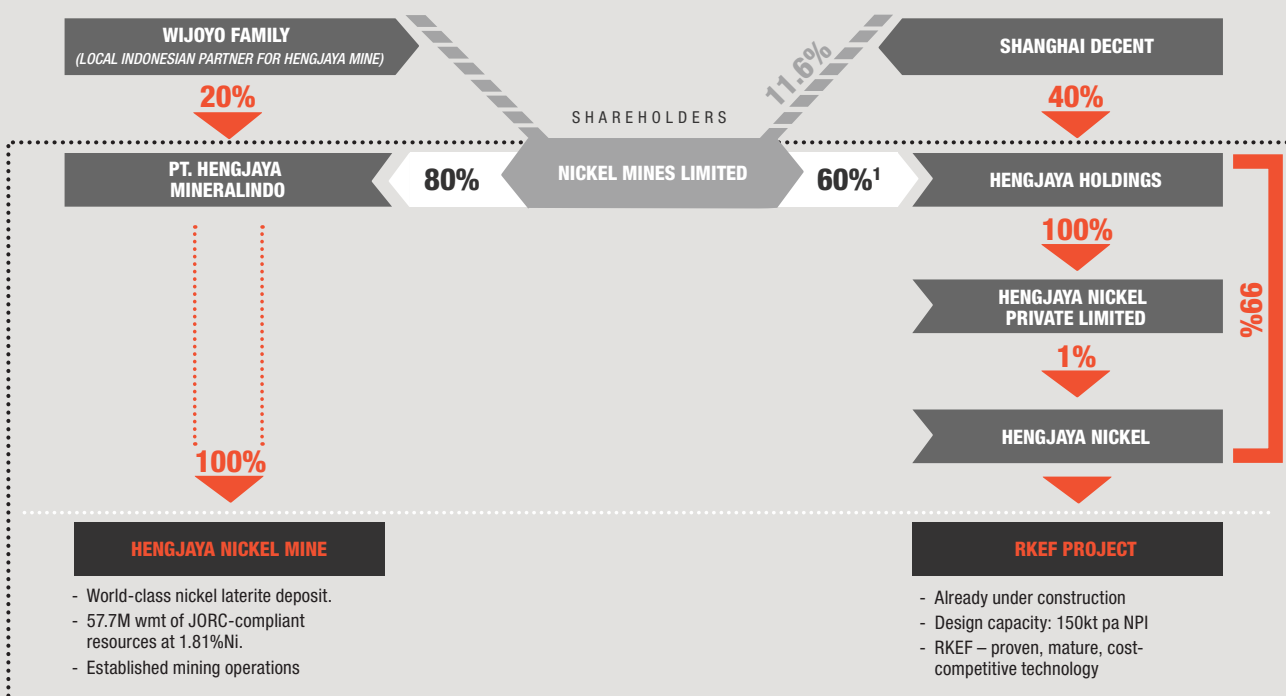 WIJOYO FAMILY
(LOCAL INDONESIAN PARTNER FOR HENGJAYA MINE)
20%
11.6%
SHANGHAI DECENT
40%
SHAREHOLDERS
PT. HENGJAYA
MINERALINDO
80%
NICKEL MINES LIMITED
60%¹
HENGJAYA HOLDINGS
100%
HENGJAYA NICKEL
PRIVATE LIMITED
99%
1%
HENGJAYA NICKEL
100%
HENGJAYA NICKEL MINE
- World-class nickel laterite deposit.
- 57.7M wmt of JORC-compliant
resources at 1.81%Ni.
- Established mining operations
RKEF PROJECT
- Already under construction
- Design capacity: 150kt pa NPI
- RKEF – proven, mature, cost-
competitive technology